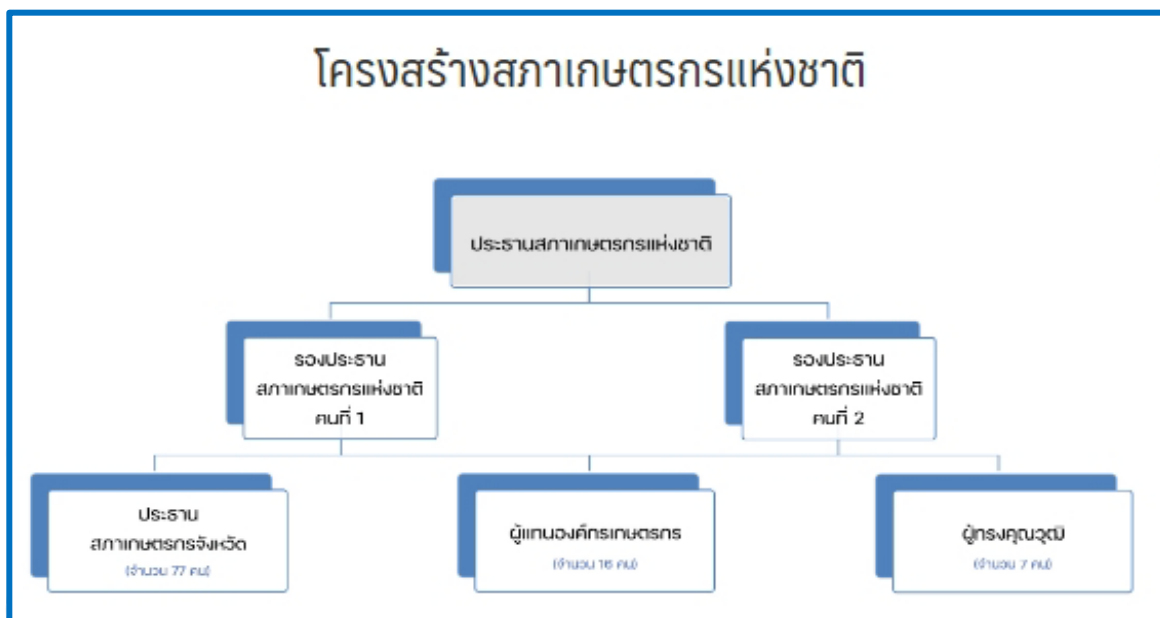 โครงสร้างสภาเกษตรกรแห่งชาติ
ประธานสภาเกษตรกรแห่งชาติ
รองประธาน
สภาเกษตรกรแห่งชาติ
คนที่ 1
รองประธาน
สภาเกษตรกรแห่งชาติ
คนที่ 2
ประธาน
สภาเกษตรกรจังหวัด
(จำนวน 77 คน)
ผู้แทนองค์กรเกษตรกร
(จำนวน 16 คน)
ผู้ทรงคุณวุฒิ
(จำนวน 7 คน)